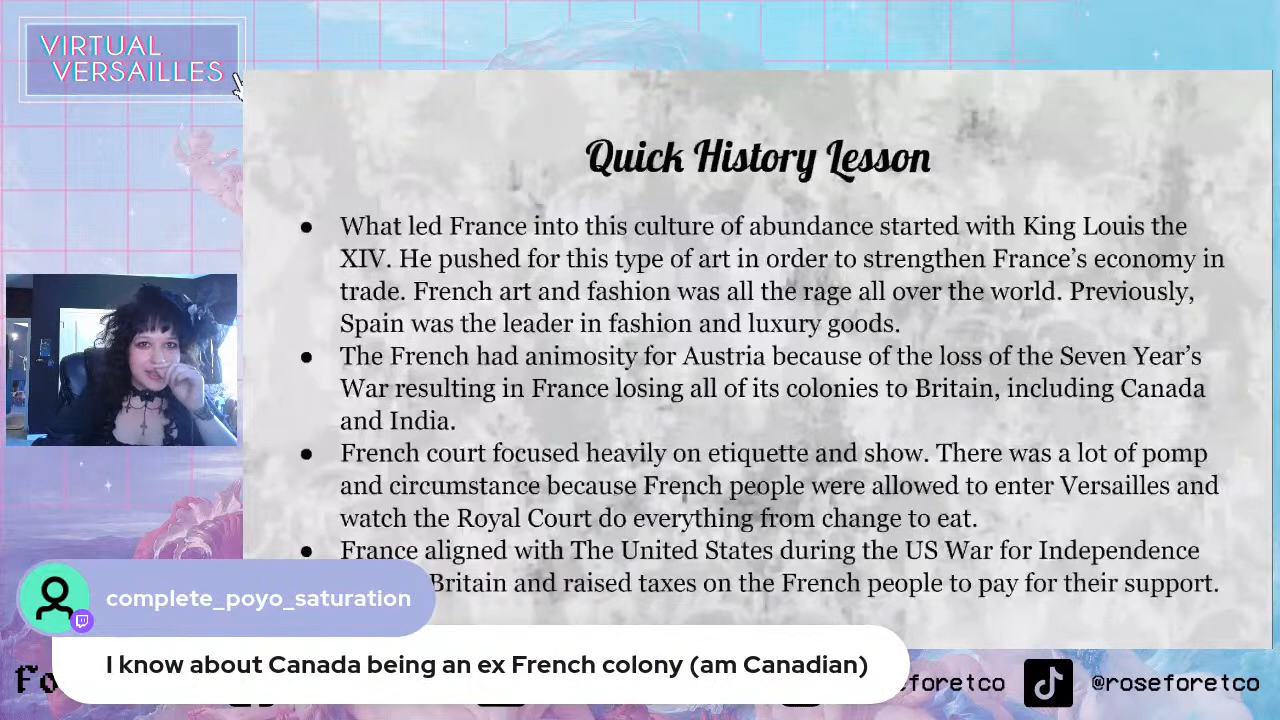 VIRTUAL
VERSAILLES
Quick History Lesson
● What led France into this culture of abundance started with King Louis the
XIV. He pushed for this type of art in order to strengthen France’s economy in
trade. French art and fashion was all the rage all over the world. Previously,
Spain was the leader in fashion and luxury goods.
● The French had animosity for Austria because of the loss of the Seven Year’s
War resulting in France losing all of its colonies to Britain, including Canada
and India.
● French court focused heavily on etiquette and show. There was a lot of pomp
and circumstance because French people were allowed to enter Versailles and
watch the Royal Court do everything from change to eat.
● France aligned with The United States during the US War for Independence
Britain and raised taxes on the French people to pay for their support.
complete_poyo_saturation
I know about Canada being an ex French colony (am Canadian)
@roseforetco